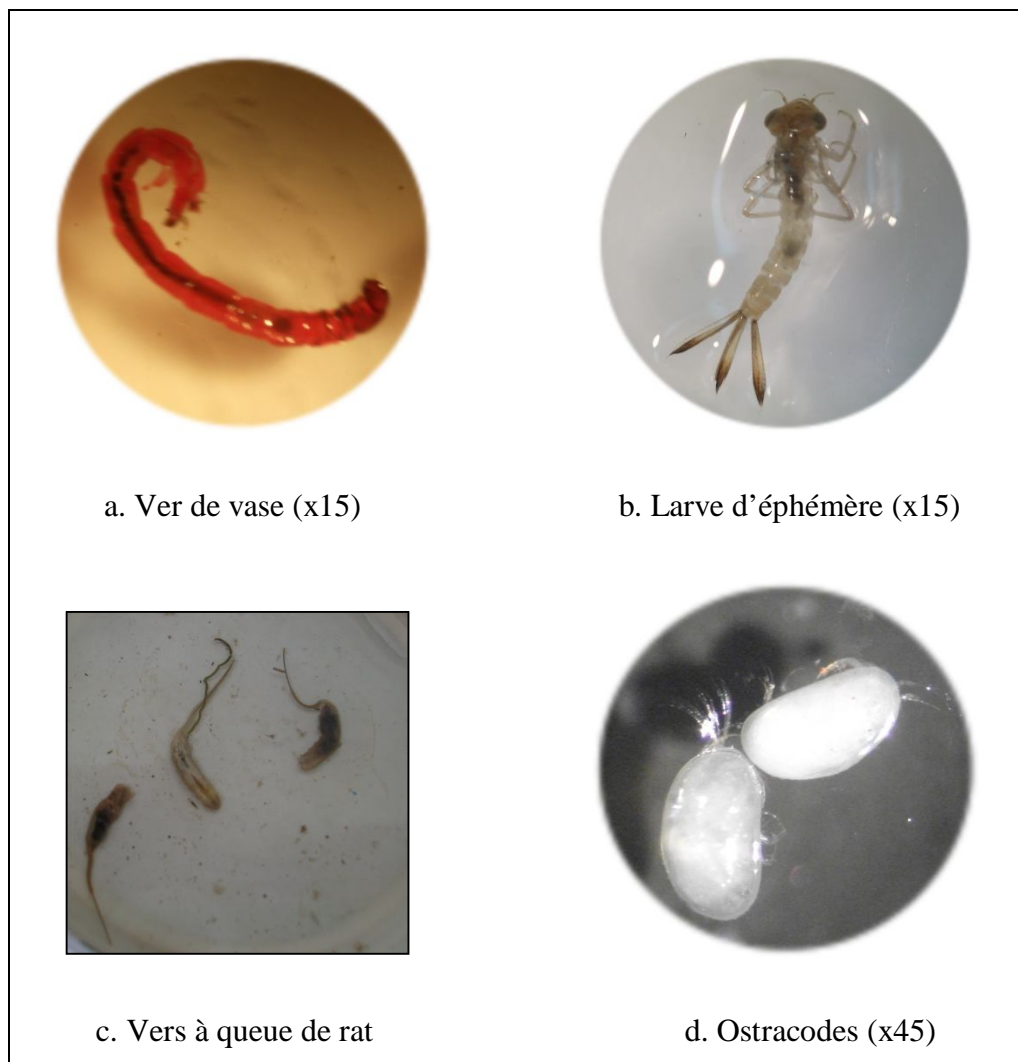 a. Ver de vase (x15)
b. Larve d’éphémère (x15)
c. Vers à queue de rat
d. Ostracodes (x45)